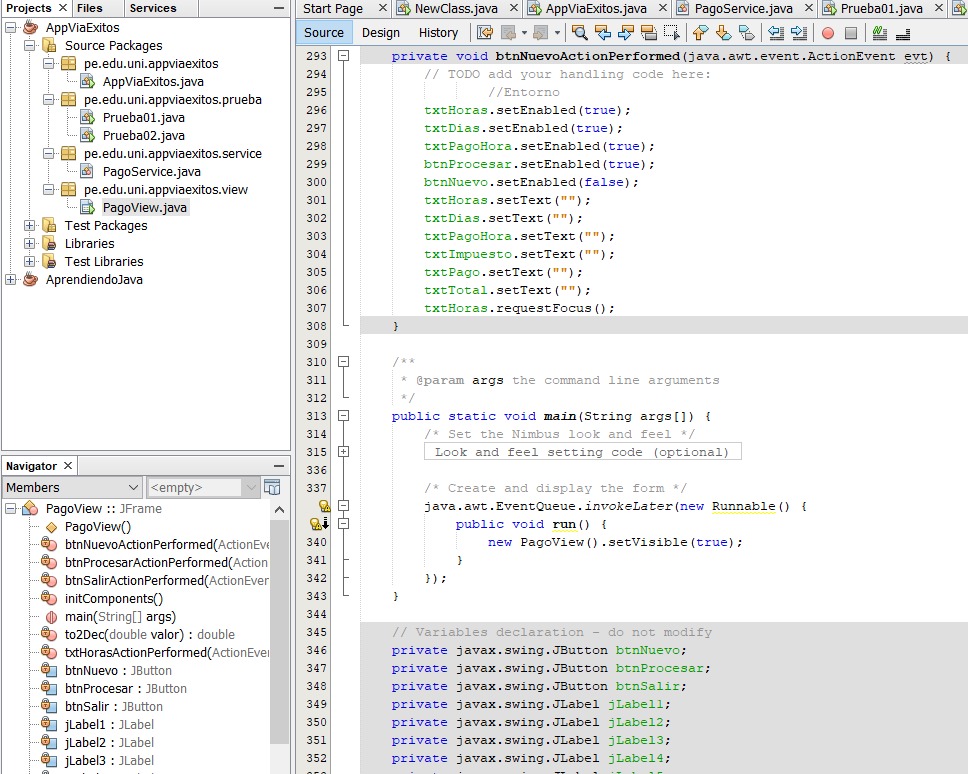 Projects Files Services
AppViaExitos
Source Packages
pe.edu.uni.appviaexitos
AppViaExitos.java
pe.edu.uni.appviaexitos.prueba
Prueba01.java
Prueba02.java
pe.edu.uni.appviaexitos.service
PagoService.java
pe.edu.uni.appviaexitos.view
PagoView.java
Test Packages
Libraries
Test Libraries
AprendiendoJava
Navigator
Members <empty>
PagoView :: JFrame
PagoView()
btnNuevoActionPerformed(ActionEve
btnProcesarActionPerformed(Action
btnSalirActionPerformed(ActionEver
initComponents()
main(String[] args)
to2Dec(double valor) : double
txtHorasActionPerformed(ActionEver
btnNuevo : JButton
btnProcesar : JButton
btnSalir : JButton
jLabel1 : JLabel
jLabel2 : JLabel
jLabel3 : JLabel
Start Page NewClass.java AppViaExitos.java PagoService.java Prueba01.java
Source Design History
293 private void btnNuevoActionPerformed(java.awt.event.ActionEvent evt) {
294 // TODO add your handling code here:
295 //Entorno
296 txtHoras.setEnabled(true);
297 txtDias.setEnabled(true);
298 txtPagoHora.setEnabled(true);
299 btnProcesar.setEnabled(true);
300 btnNuevo.setEnabled(false);
301 txtHoras.setText("");
302 txtDias.setText("");
303 txtPagoHora.setText("");
304 txtImpuesto.setText("");
305 txtPago.setText("");
306 txtTotal.setText("");
307 txtHoras.requestFocus();
308 }
309
310 /**
311 * @param args the command line arguments
312 */
313 public static void main(String args[]) {
314 /* Set the Nimbus look and feel */
315 Look and feel setting code (optional)
336
337 /* Create and display the form */
java.awt.EventQueue.invokeLater(new Runnable() {
public void run() {
340 new PagoView().setVisible(true);
341 }
342 });
343 }
344
345 // Variables declaration - do not modify
346 private javax.swing.JButton btnNuevo;
347 private javax.swing.JButton btnProcesar;
348 private javax.swing.JButton btnSalir;
349 private javax.swing.JLabel jLabel1;
350 private javax.swing.JLabel jLabel2;
351 private javax.swing.JLabel jLabel3;
352 private javax.swing.JLabel jLabel4;